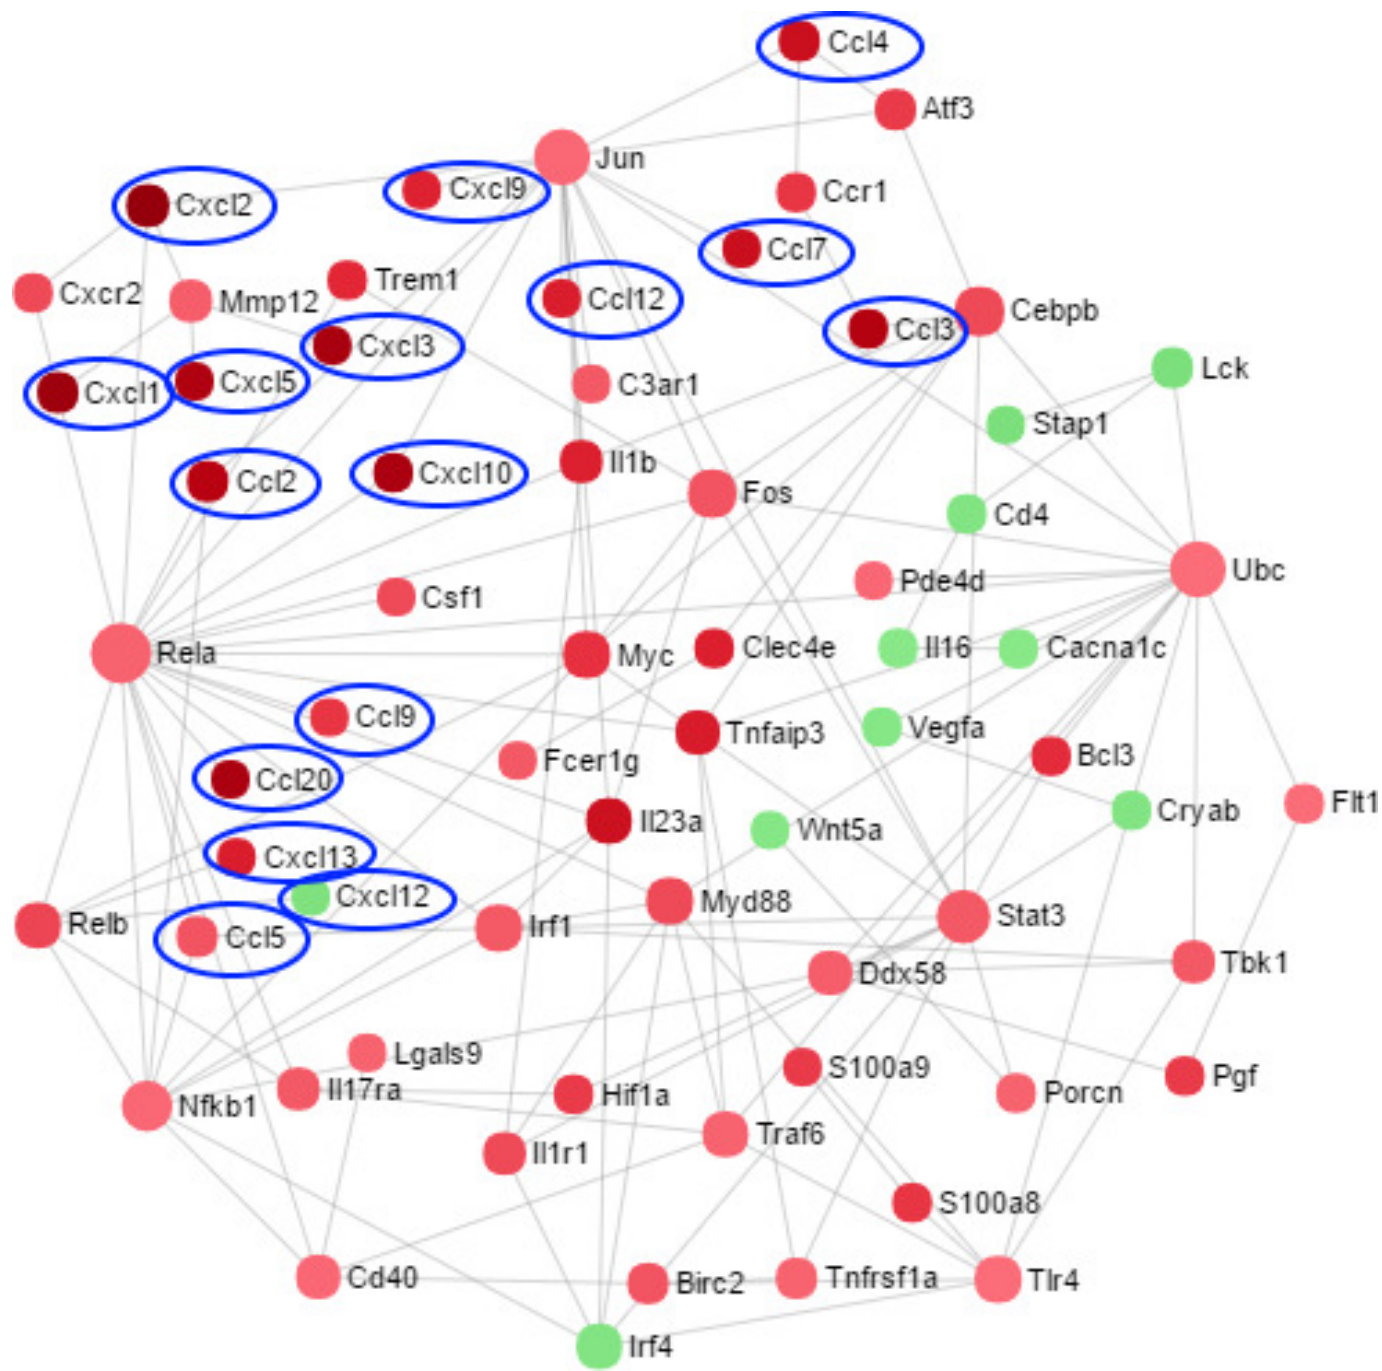 Ccl4
Atf3
Jun
Cxcl9
Ccr1
Cxcl2
Ccl7
Trem1
Cxcr2
Mmp12
Ccl12
Cebpb
Ccl3
Cxcl3
Lck
Cxcl1
Cxcl5
C3ar1
Stap1
Il1b
Ccl2
Cxcl10
Fos
Cd4
Ubc
Pde4d
Csf1
Rela
Myc
Clec4e
Il16
Cacna1c
Ccl9
Tnfaip3
Vegfa
Bcl3
Fcer1g
Ccl20
Flt1
Cryab
Il23a
Wnt5a
Cxcl13
Cxcl12
Myd88
Relb
Ccl5
Irf1
Stat3
Ddx58
Tbk1
Lgals9
S100a9
Pgf
Il17ra
Hif1a
Porcn
Nfkb1
Traf6
Il1r1
S100a8
Cd40
Birc2
Tnfrsf1a
Tlr4
Irf4